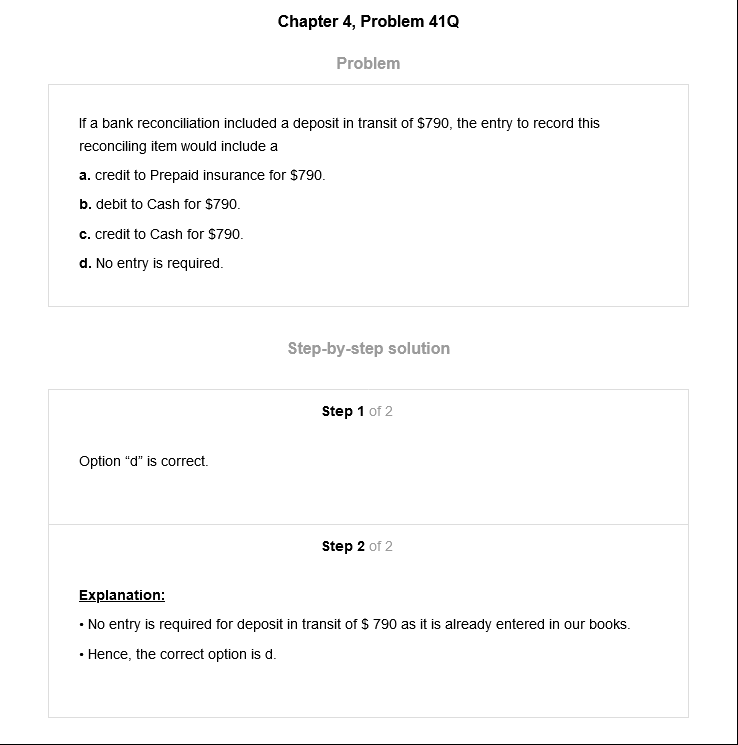 Chapter 4, Problem 41Q
Problem
If a bank reconciliation included a deposit in transit of $790, the entry to record this
reconciling item would include a
a. credit to Prepaid insurance for $790.
b. debit to Cash for $790.
c. credit to Cash for $790.
d. No entry is required.
Step-by-step solution
Step 1 of 2
Option “d” is correct.
Step 2 of 2
Explanation:
• No entry is required for deposit in transit of $ 790 as it is already entered in our books.
• Hence, the correct option is d.